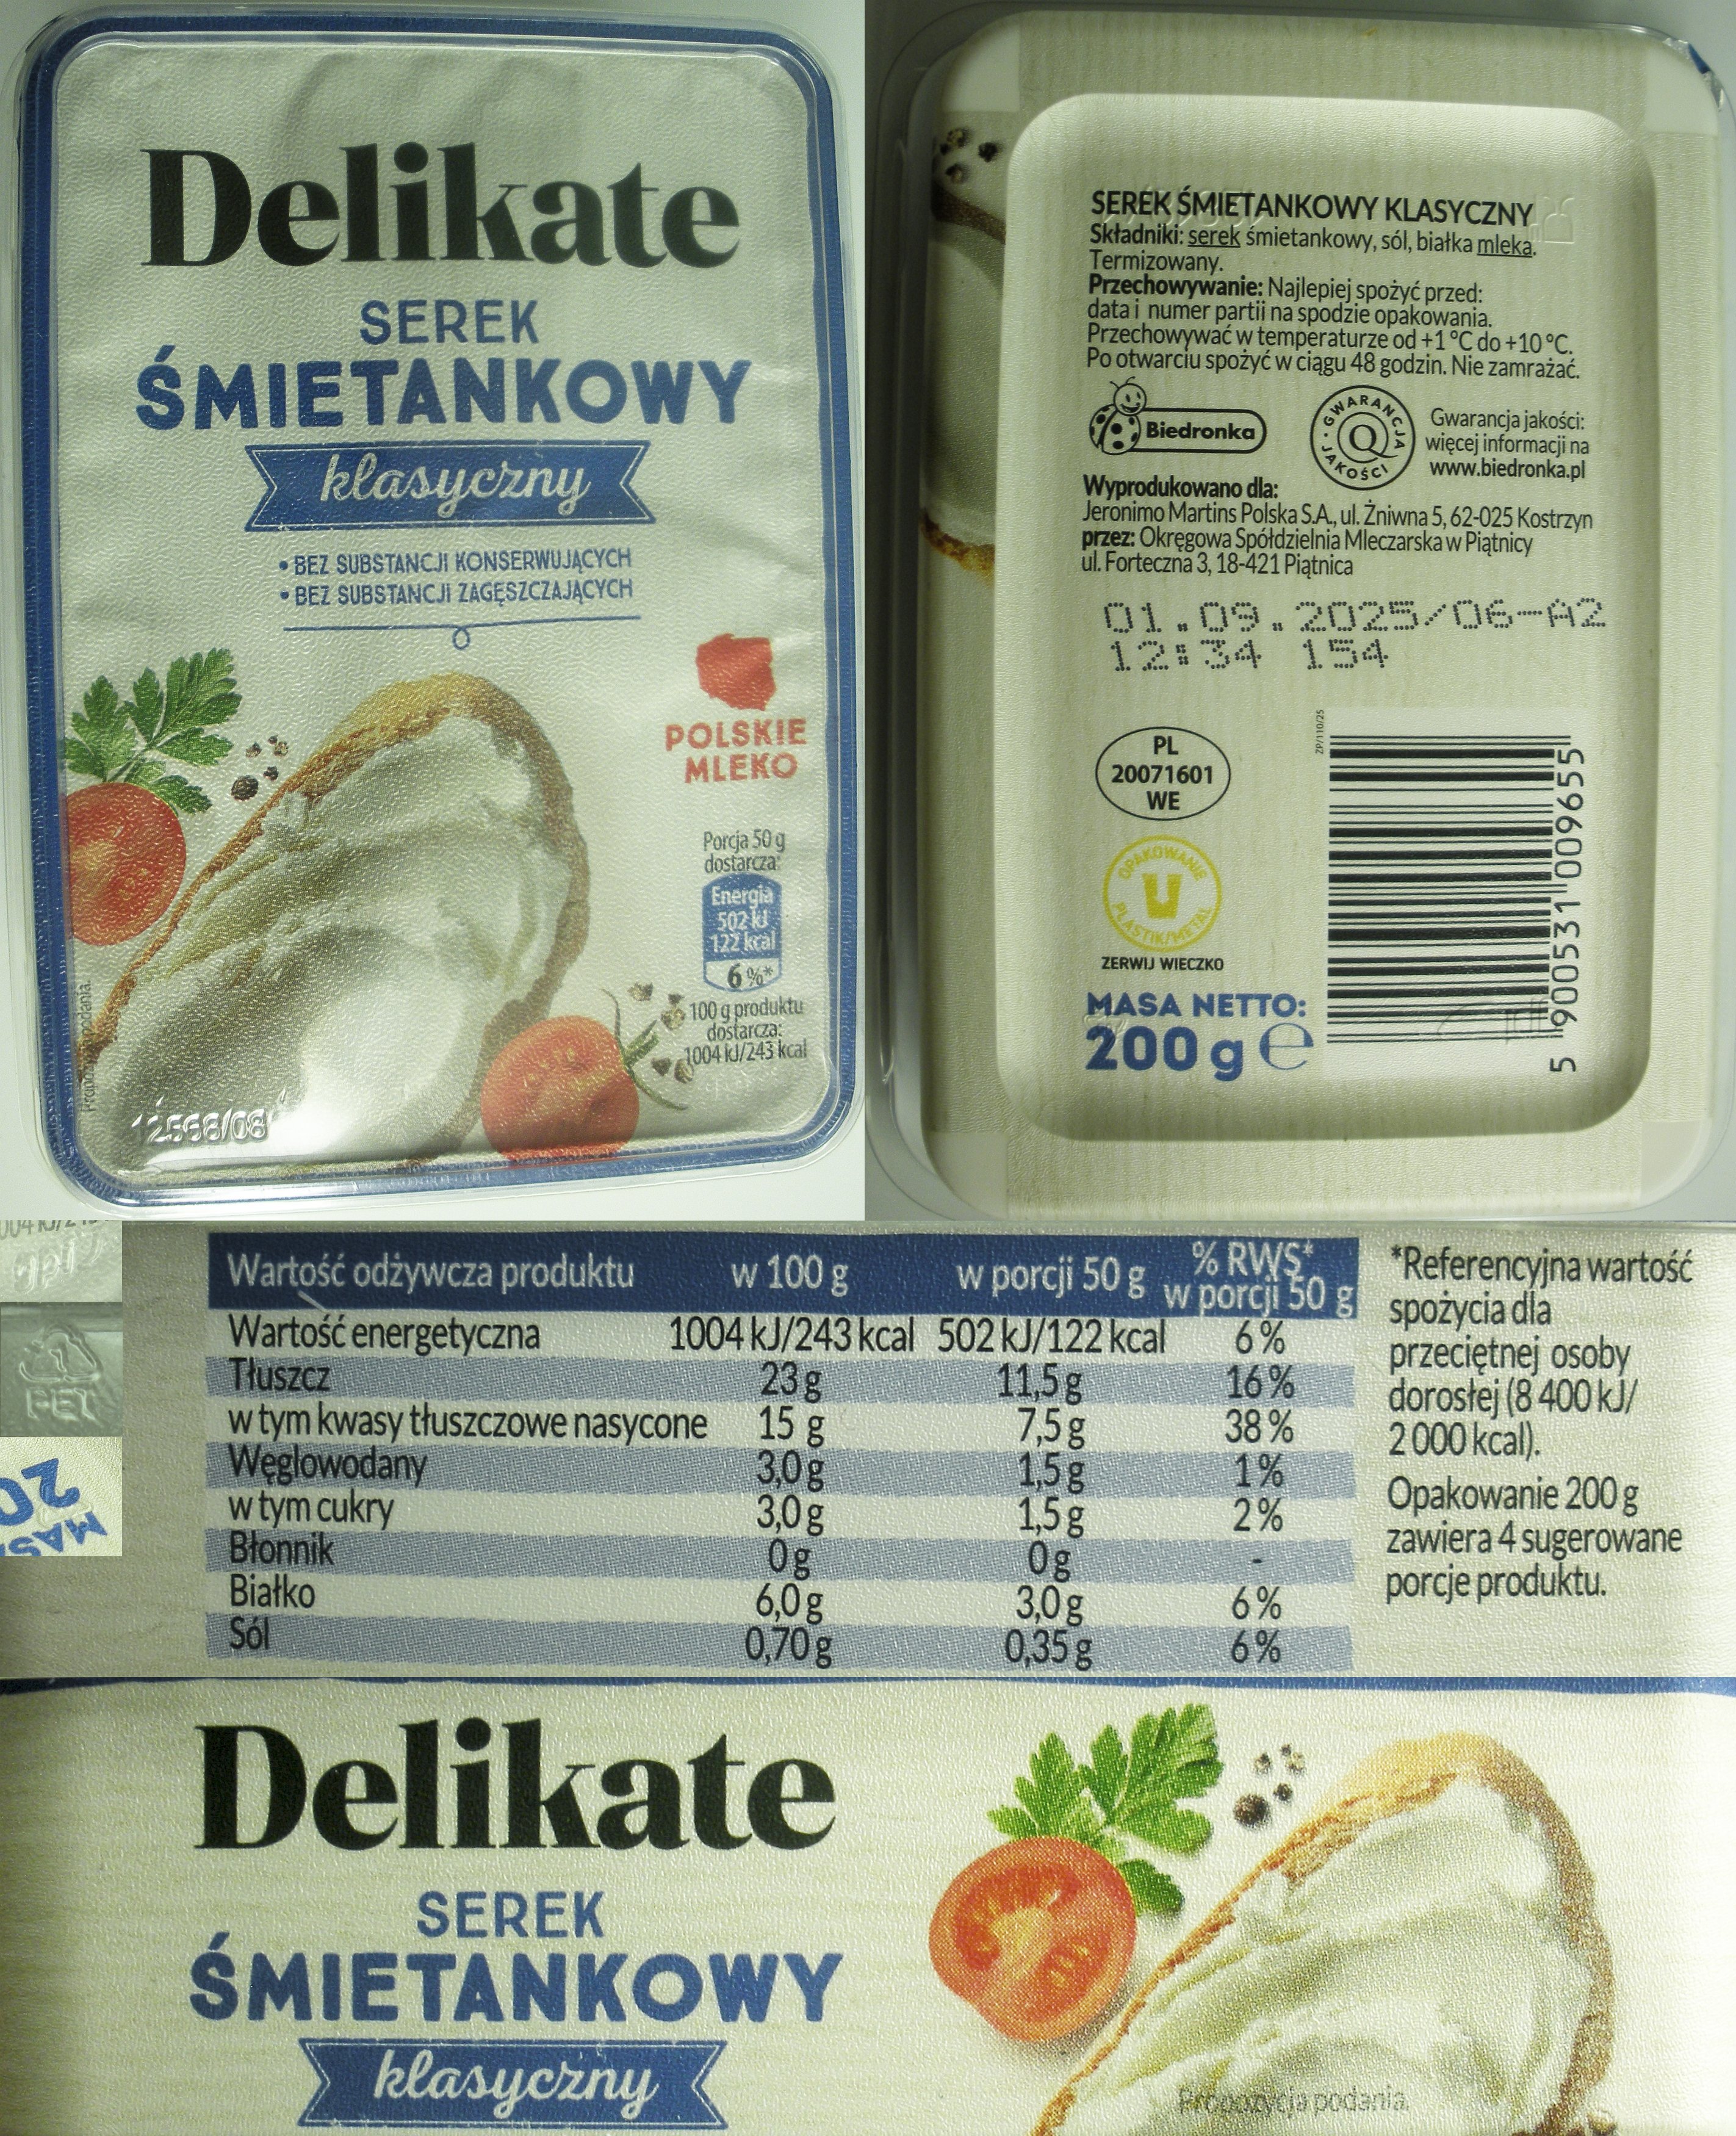 Delikate
SEREK
ŚMIETANKOWY
klasyczny
• BEZ SUBSTANCJI KONSERWUJĄCYCH
• BEZ SUBSTANCJI ZAGĘSZCZAJĄCYCH
POLSKIE
MLEKO
Porcja 50 g
dostarcza:
Energia
502 kJ
122 kcal
6%*
100 g produktu
dostarcza:
1004 kJ/243 kcal
podania.
SEREK ŚMIETANKOWY KLASYCZNY
Składniki: serek śmietankowy, sól, białka mleka.
Termizowany.
Przechowywanie: Najlepiej spożyć przed:
data i numer partii na spodzie opakowania.
Przechowywać w temperaturze od +1 °C do +10 °C.
Po otwarciu spożyć w ciągu 48 godzin. Nie zamrażać.
Biedronka
GWARANCJA JAKOŚCI
Q
Gwarancja jakości:
więcej informacji na
www.biedronka.pl
Wyprodukowano dla:
Jeronimo Martins Polska S.A., ul. Żniwna 5, 62-025 Kostrzyn
przez: Okręgowa Spółdzielnia Mleczarska w Piątnicy
ul. Forteczna 3, 18-421 Piątnica
01.09.2025/06-A2
12:34 154
PL
20071601
WE
OPAKOWANIE
PLASTIK/METAL
ZERWIJ WIECZKO
MASA NETTO:
200 g ℮
ZP/110/25
5 900531 009655
1
PET
MAS
20
Wartość odżywcza produktu w 100 g w porcji 50 g % RWS* w porcji 50 g
Wartość energetyczna 1004 kJ/243 kcal 502 kJ/122 kcal 6%
Tłuszcz 23 g 11,5 g 16%
w tym kwasy tłuszczowe nasycone 15 g 7,5 g 38%
Węglowodany 3,0 g 1,5 g 1%
w tym cukry 3,0 g 1,5 g 2%
Błonnik 0 g 0 g -
Białko 6,0 g 3,0 g 6%
Sól 0,70 g 0,35 g 6%
*Referencyjna wartość
spożycia dla
przeciętnej osoby
dorosłej (8 400 kJ/
2 000 kcal).
Opakowanie 200 g
zawiera 4 sugerowane
porcje produktu.
Delikate
SEREK
ŚMIETANKOWY
klasyczny
Propozycja podania.